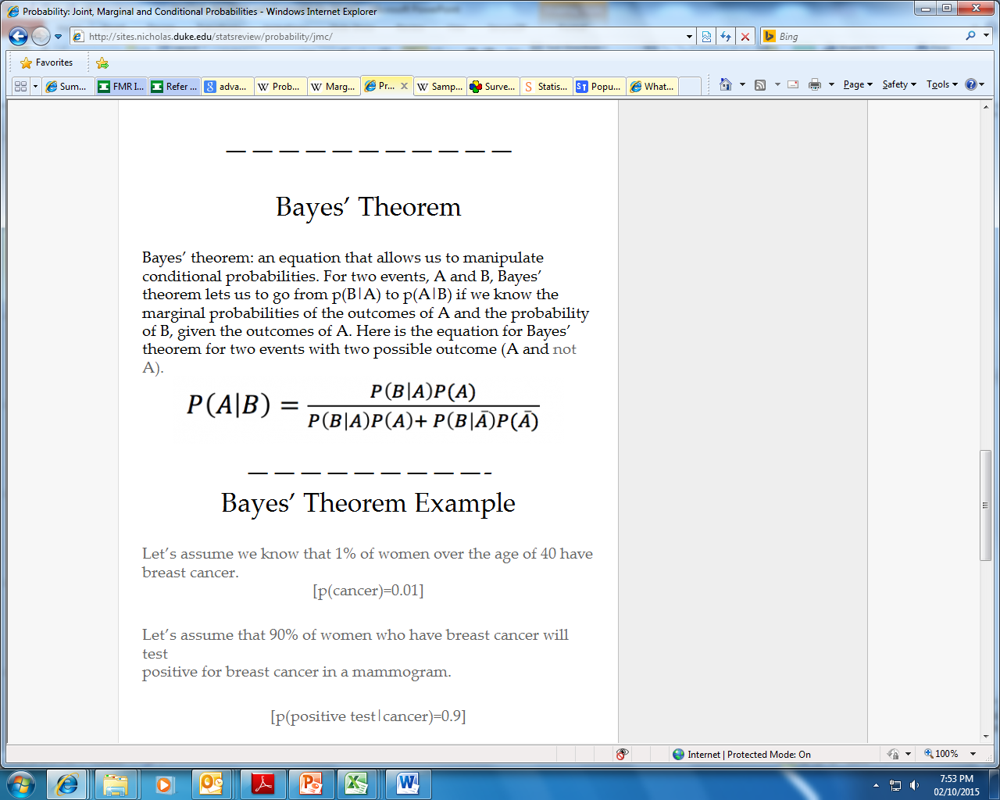 Probability: Joint, Marginal and Conditional Probabilities - Windows Internet Explorer
http://sites.nicholas.duke.edu/statsreview/probability/jmc/
Bing
Favorites
Sum...
FMR I...
Refer ...
adva...
Prob...
Marg...
Pr...
Samp...
Surve...
Statis...
Popu...
What...
Page
Safety
Tools
— — — — — — — — — — —
Bayes’ Theorem
Bayes’ theorem: an equation that allows us to manipulate
conditional probabilities. For two events, A and B, Bayes’
theorem lets us to go from p(B|A) to p(A|B) if we know the
marginal probabilities of the outcomes of A and the probability
of B, given the outcomes of A. Here is the equation for Bayes’
theorem for two events with two possible outcome (A and not
A).
P(A|B) = P(B|A)P(A) / P(B|A)P(A)+ P(B|Ā)P(Ā)
— — — — — — — — —-
Bayes’ Theorem Example
Let’s assume we know that 1% of women over the age of 40 have
breast cancer.
[p(cancer)=0.01]
Let’s assume that 90% of women who have breast cancer will
test
positive for breast cancer in a mammogram.
[p(positive test|cancer)=0.9]
Internet | Protected Mode: On
100%
7:53 PM
02/10/2015